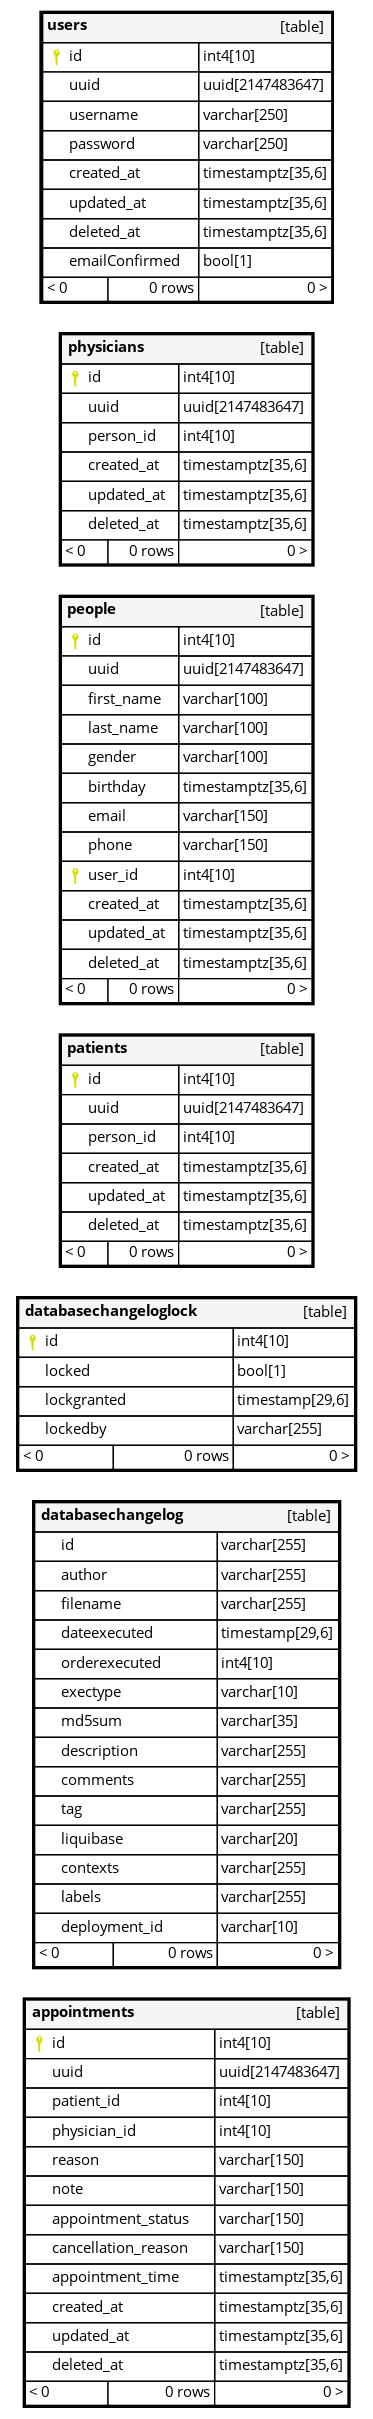 users [table]
id int4[10]
uuid uuid[2147483647]
username varchar[250]
password varchar[250]
created_at timestamptz[35,6]
updated_at timestamptz[35,6]
deleted_at timestamptz[35,6]
emailConfirmed bool[1]
< 0 0 rows 0 >
physicians [table]
id int4[10]
uuid uuid[2147483647]
person_id int4[10]
created_at timestamptz[35,6]
updated_at timestamptz[35,6]
deleted_at timestamptz[35,6]
< 0 0 rows 0 >
people [table]
id int4[10]
uuid uuid[2147483647]
first_name varchar[100]
last_name varchar[100]
gender varchar[100]
birthday timestamptz[35,6]
email varchar[150]
phone varchar[150]
user_id int4[10]
created_at timestamptz[35,6]
updated_at timestamptz[35,6]
deleted_at timestamptz[35,6]
< 0 0 rows 0 >
patients [table]
id int4[10]
uuid uuid[2147483647]
person_id int4[10]
created_at timestamptz[35,6]
updated_at timestamptz[35,6]
deleted_at timestamptz[35,6]
< 0 0 rows 0 >
databasechangeloglock [table]
id int4[10]
locked bool[1]
lockgranted timestamp[29,6]
lockedby varchar[255]
< 0 0 rows 0 >
databasechangelog [table]
id varchar[255]
author varchar[255]
filename varchar[255]
dateexecuted timestamp[29,6]
orderexecuted int4[10]
exectype varchar[10]
md5sum varchar[35]
description varchar[255]
comments varchar[255]
tag varchar[255]
liquibase varchar[20]
contexts varchar[255]
labels varchar[255]
deployment_id varchar[10]
< 0 0 rows 0 >
appointments [table]
id int4[10]
uuid uuid[2147483647]
patient_id int4[10]
physician_id int4[10]
reason varchar[150]
note varchar[150]
appointment_status varchar[150]
cancellation_reason varchar[150]
appointment_time timestamptz[35,6]
created_at timestamptz[35,6]
updated_at timestamptz[35,6]
deleted_at timestamptz[35,6]
< 0 0 rows 0 >